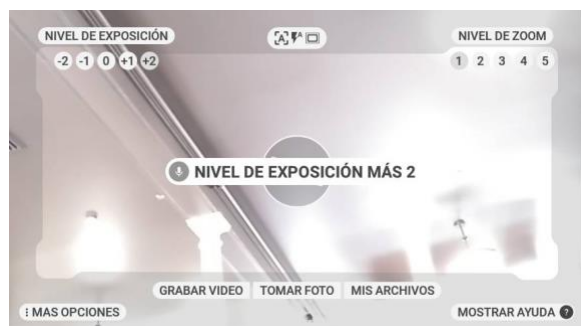 NIVEL DE EXPOSICIÓN
-2 -1 0 +1 +2
[A] A
NIVEL DE ZOOM
1 2 3 4 5
NIVEL DE EXPOSICIÓN MÁS 2
GRABAR VIDEO TOMAR FOTO MIS ARCHIVOS
MAS OPCIONES
MOSTRAR AYUDA ?